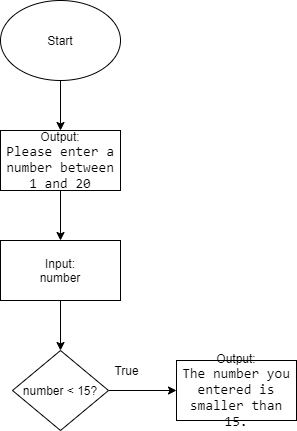 Start
Output:
Please enter a
number between
1 and 20
Input:
number
number < 15?
True
Output:
The number you
entered is
smaller than
15.